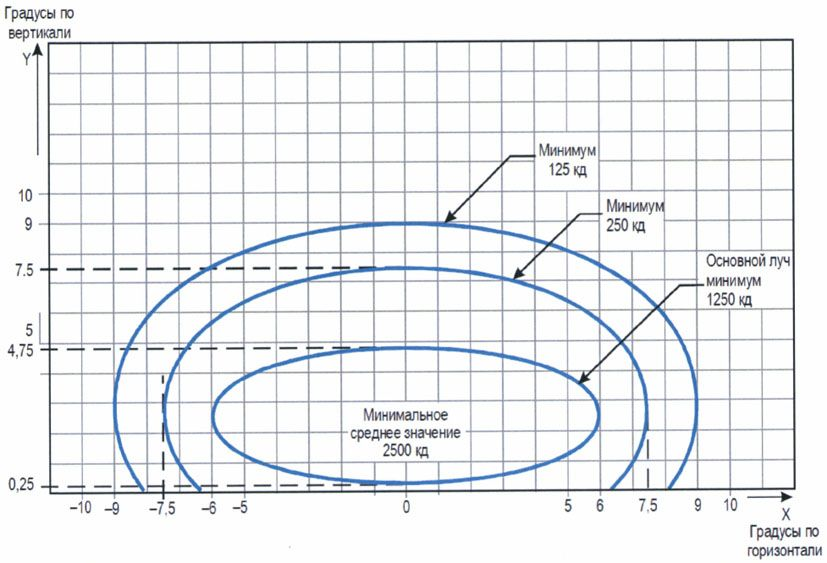 Градусы по
вертикали
Y
Минимум
125 кд
10
9
Минимум
250 кд
Основной луч
минимум
1250 кд
7.5
5
4,75
Минимальное
среднее значение
2500 кд
0,25
–10 –9 –7,5 –6 –5 0 5 6 7,5 9 10
X
Градусы по
горизонтали